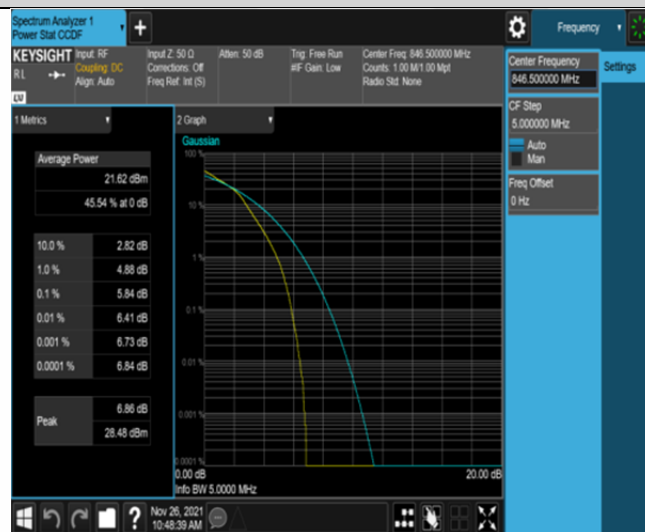 Spectrum Analyzer 1
Power Stat CCDF
Frequency
KEYSIGHT
RL
LXI
Input: RF
Coupling: DC
Align: Auto
Input Z: 50 Ω
Corrections: Off
Freq Ref: Int (S)
Atten: 50 dB
Trig: Free Run
#IF Gain: Low
Center Freq: 846.500000 MHz
Counts: 1.00 M/1.00 Mpt
Radio Std: None
Center Frequency
846.500000 MHz
Settings
CF Step
5.000000 MHz
Auto
Man
Freq Offset
0 Hz
1 Metrics
Average Power
21.62 dBm
45.54 % at 0 dB
10.0 % 2.82 dB
1.0 % 4.88 dB
0.1 % 5.84 dB
0.01 % 6.41 dB
0.001 % 6.73 dB
0.0001 % 6.84 dB
Peak
6.86 dB
28.48 dBm
2 Graph
Gaussian
100 %
10 %
1 %
0.1 %
0.01 %
0.001 %
0.0001 %
0.00 dB
20.00 dB
Info BW 5.0000 MHz
Nov 26, 2021
10:48:39 AM